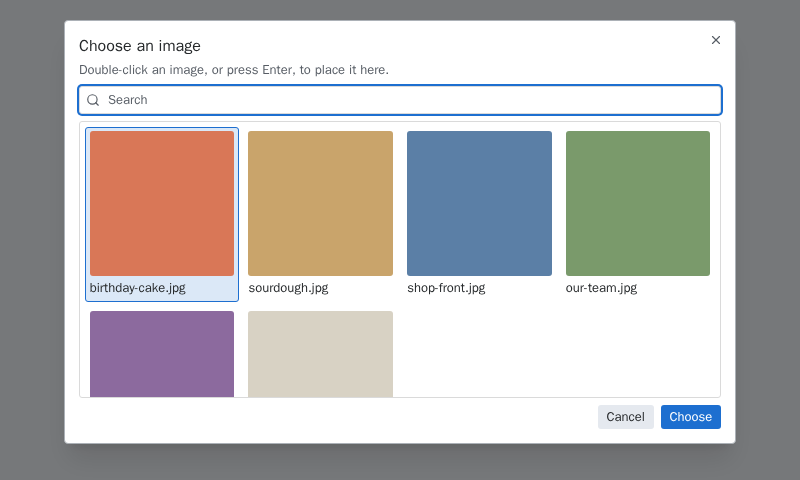 Choose an image
Double-click an image, or press Enter, to place it here.
Search
birthday-cake.jpg
sourdough.jpg
shop-front.jpg
our-team.jpg
Cancel
Choose